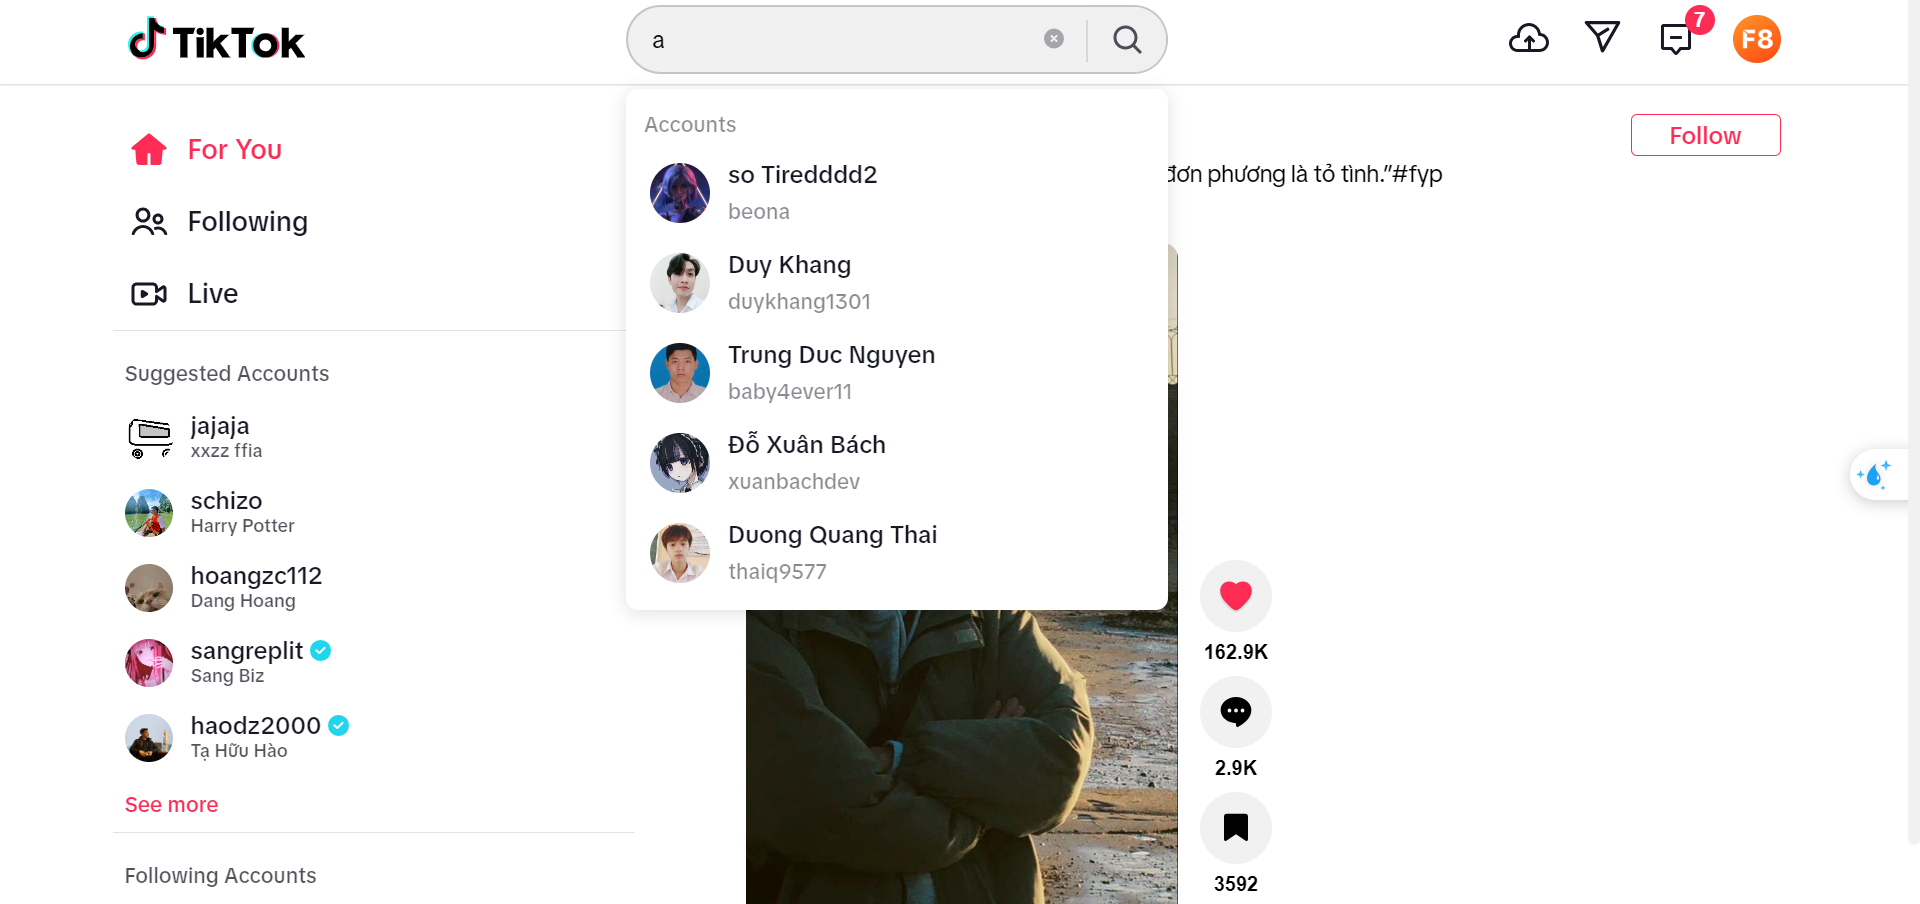 TikTok
a
7
F8
For You
Following
Live
Suggested Accounts
jajaja
xxzz ffia
schizo
Harry Potter
hoangzc112
Dang Hoang
sangreplit
Sang Biz
haodz2000
Tạ Hữu Hào
See more
Following Accounts
Accounts
so Tiredddd2
beona
Duy Khang
duykhang1301
Trung Duc Nguyen
baby4ever11
Đỗ Xuân Bách
xuanbachdev
Duong Quang Thai
thaiq9577
Follow
đơn phương là tỏ tình.”#fyp
162.9K
2.9K
3592